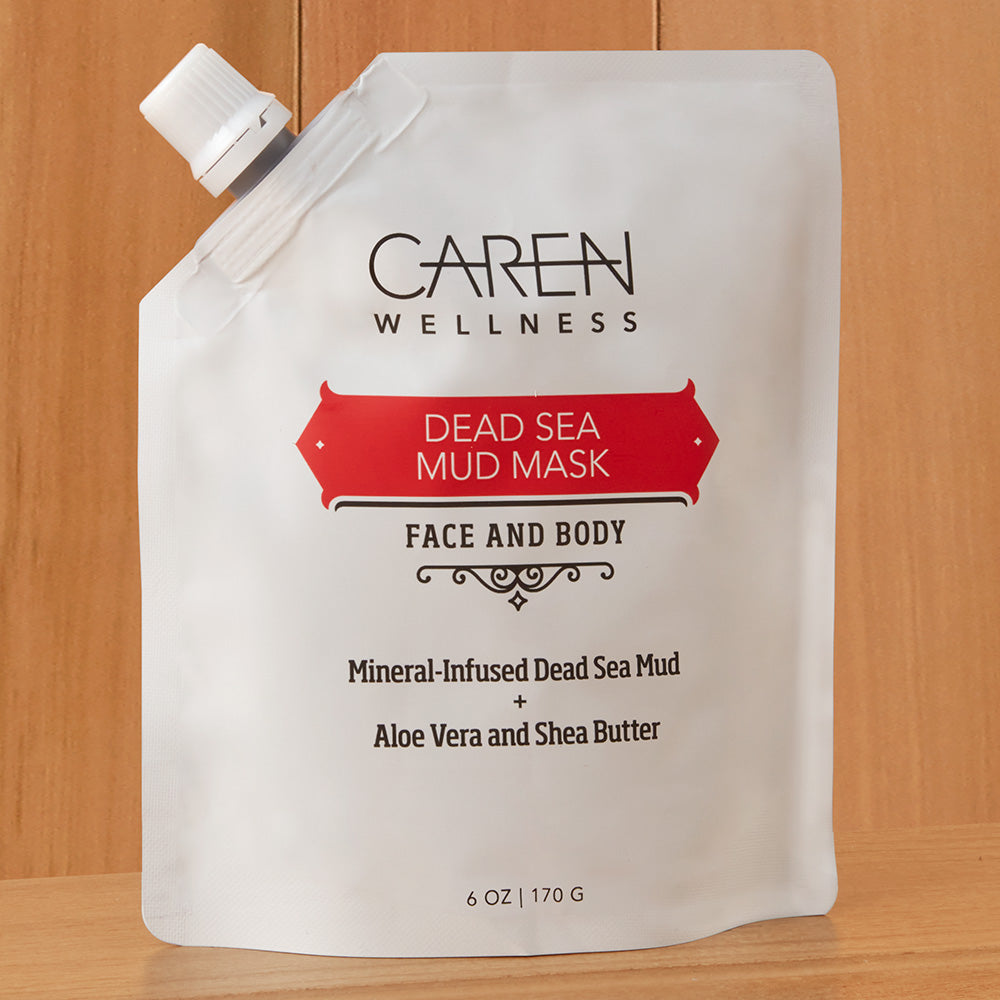 CAREN
WELLNESS
DEAD SEA
MUD MASK
FACE AND BODY
Mineral-Infused Dead Sea Mud
+
Aloe Vera and Shea Butter
6 OZ | 170 G